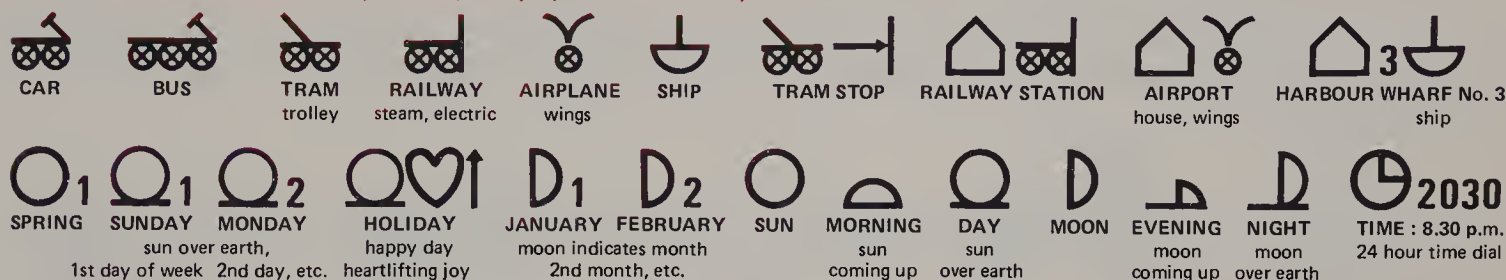 CAR BUS TRAM RAILWAY AIRPLANE SHIP TRAM STOP RAILWAY STATION AIRPORT HARBOUR WHARF No. 3
trolley steam, electric wings house, wings ship
3
1 1 2 1 2 2030
SPRING SUNDAY MONDAY HOLIDAY JANUARY FEBRUARY SUN MORNING DAY MOON EVENING NIGHT TIME : 8.30 p.m.
sun over earth, happy day moon indicates month sun sun moon moon 24 hour time dial
1st day of week 2nd day, etc. heartlifting joy 2nd month, etc. coming up over earth coming up over earth